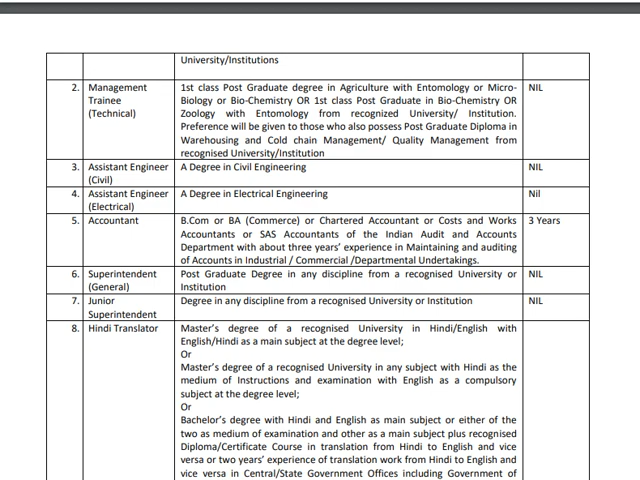 University/Institutions
2. Management Trainee (Technical)
1st class Post Graduate degree in Agriculture with Entomology or Micro-
Biology or Bio-Chemistry OR 1st class Post Graduate in Bio-Chemistry OR
Zoology with Entomology from recognized University/ Institution.
Preference will be given to those who also possess Post Graduate Diploma in
Warehousing and Cold chain Management/ Quality Management from
recognised University/Institution
NIL
3. Assistant Engineer (Civil)
A Degree in Civil Engineering
NIL
4. Assistant Engineer (Electrical)
A Degree in Electrical Engineering
Nil
5. Accountant
B.Com or BA (Commerce) or Chartered Accountant or Costs and Works
Accountants or SAS Accountants of the Indian Audit and Accounts
Department with about three years' experience in Maintaining and auditing
of Accounts in Industrial / Commercial /Departmental Undertakings.
3 Years
6. Superintendent (General)
Post Graduate Degree in any discipline from a recognised University or
Institution
NIL
7. Junior Superintendent
Degree in any discipline from a recognised University or Institution
NIL
8. Hindi Translator
Master's degree of a recognised University in Hindi/English with
English/Hindi as a main subject at the degree level;
Or
Master's degree of a recognised University in any subject with Hindi as the
medium of Instructions and examination with English as a compulsory
subject at the degree level;
Or
Bachelor's degree with Hindi and English as main subject or either of the
two as medium of examination and other as a main subject plus recognised
Diploma/Certificate Course in translation from Hindi to English and vice
versa or two years' experience of translation work from Hindi to English and
vice versa in Central/State Government Offices including Government of